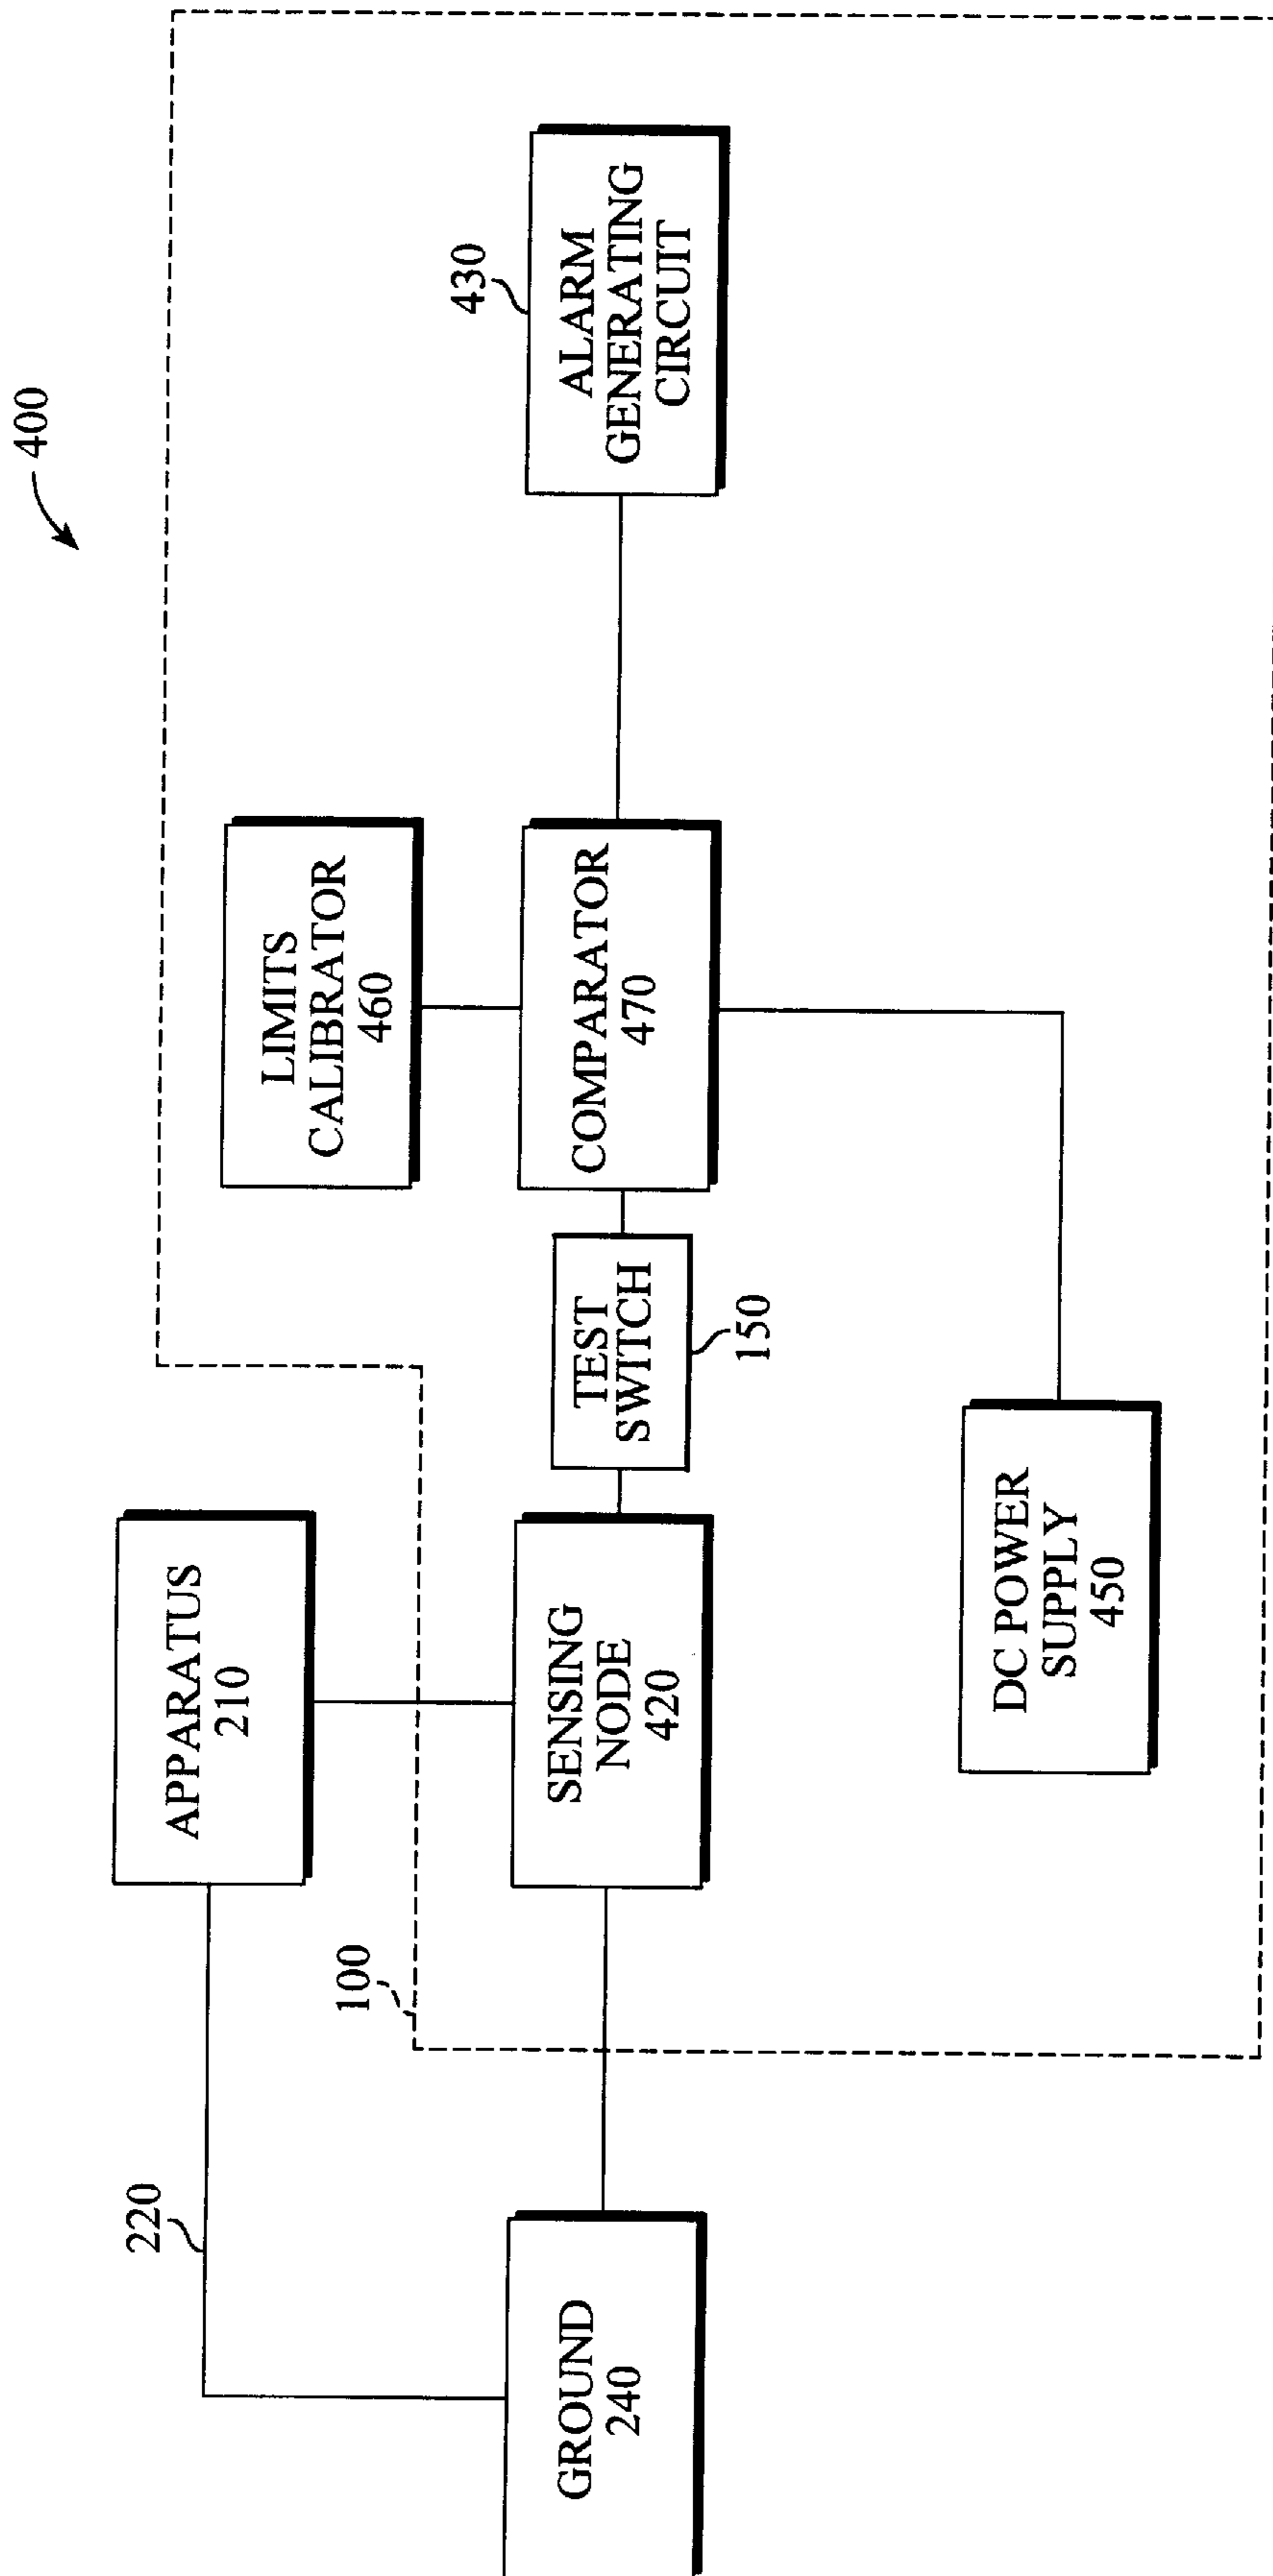 400
220
APPARATUS
210
LIMITS
CALIBRATOR
460
100
430
GROUND
240
SENSING
NODE
420
TEST
SWITCH
150
COMPARATOR
470
ALARM
GENERATING
CIRCUIT
DC POWER
SUPPLY
450